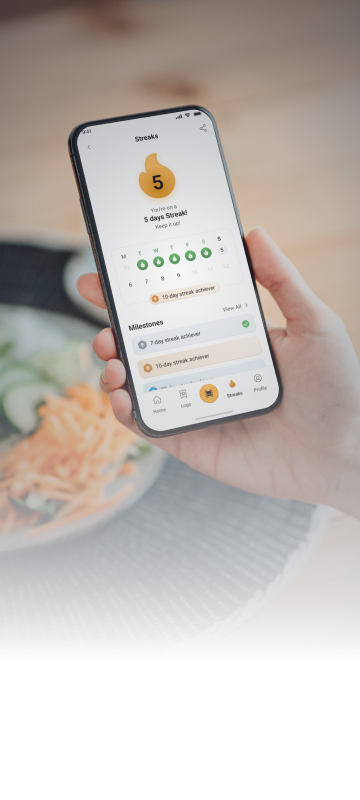 9:41
Streaks
5
You're on a
5 days Streak!
Keep it up!
M T W T F S S
5
6 7 8 9 10 11 12
10-day streak achiever
Milestones View All
7-day streak achiever
10-day streak achiever
Home Logs Streaks Profile